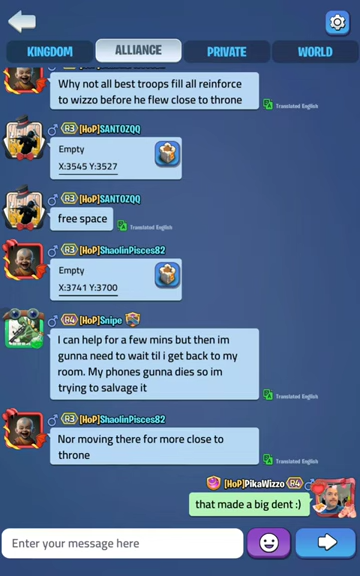 KINGDOM
ALLIANCE
PRIVATE
WORLD
Why not all best troops fill all reinforce
to wizzo before he flew close to throne
Translated English
R3 [HoP]SANTOZQQ
Empty
X:3545 Y:3527
R3 [HoP]SANTOZQQ
free space
Translated English
R3 [HoP]ShaolinPisces82
Empty
X:3741 Y:3700
R4 [HoP]Snipe
I can help for a few mins but then im
gunna need to wait til i get back to my
room. My phones gunna dies so im
trying to salvage it
Translated English
R3 [HoP]ShaolinPisces82
Nor moving there for more close to
throne
Translated English
[HoP]PikaWizzo R4
that made a big dent :)
Enter your message here